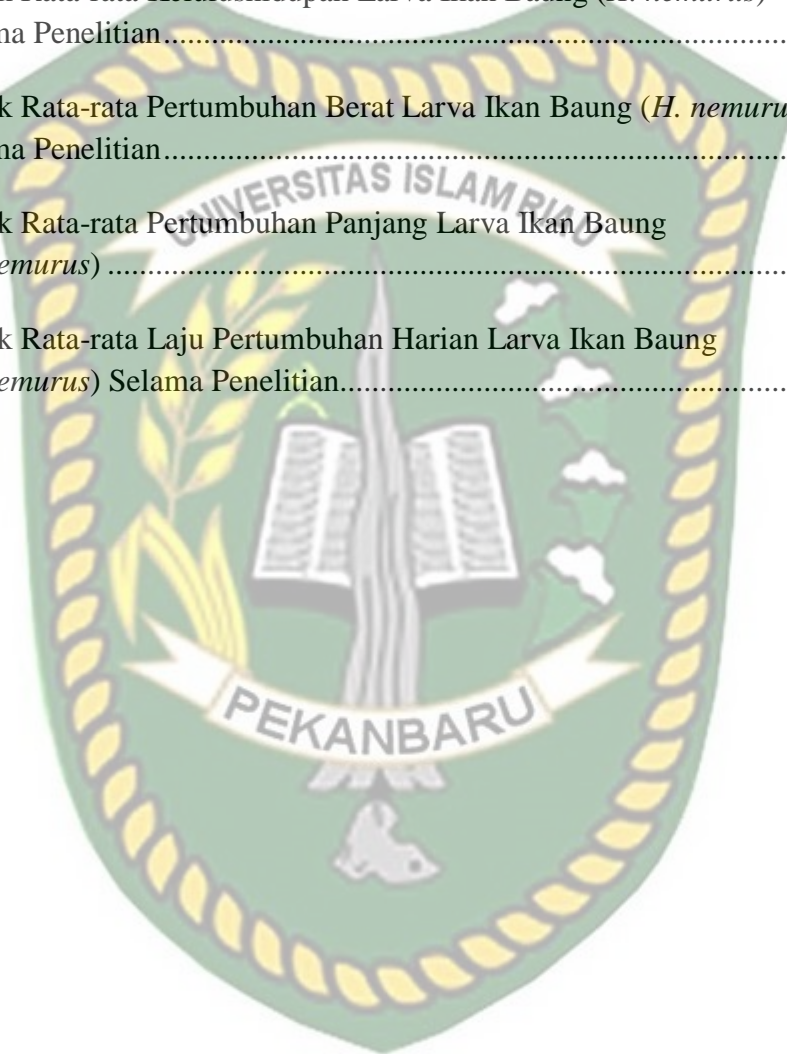 Rata-rata Kelulushidupan Larva Ikan Baung (H. nemurus)
ma Penelitian........................................................................
k Rata-rata Pertumbuhan Berat Larva Ikan Baung (H. nemuru
ma Penelitian........................................................................
UNIVERSITAS ISLAM RIAU
k Rata-rata Pertumbuhan Panjang Larva Ikan Baung
emurus) ........................................................................
k Rata-rata Laju Pertumbuhan Harian Larva Ikan Baung
emurus) Selama Penelitian........................................................................
PEKANBARU